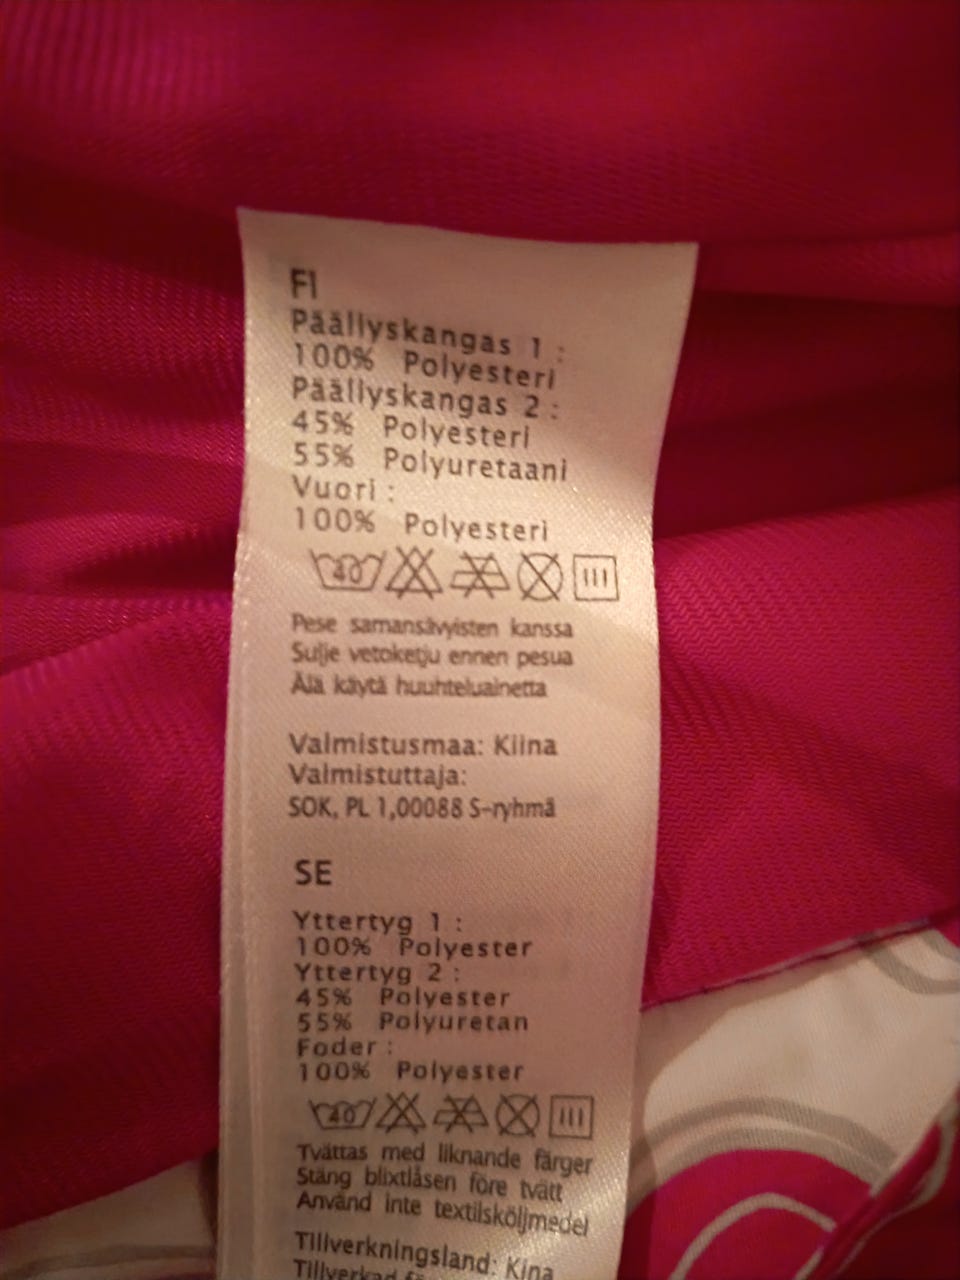 FI
Päällyskangas 1 :
100% Polyesteri
Päällyskangas 2 :
45% Polyesteri
55% Polyuretaani
Vuori :
100% Polyesteri
40
Pese samansävyisten kanssa
Sulje vetoketju ennen pesua
Älä käytä huuhteluainetta
Valmistusmaa: Kiina
Valmistuttaja:
SOK, PL 1,00088 S-ryhmä
SE
Yttertyg 1 :
100% Polyester
Yttertyg 2 :
45% Polyester
55% Polyuretan
Foder :
100% Polyester
40
Tvättas med liknande färger
Stäng blixtlåsen före tvätt
Använd inte textilsköljmedel
Tillverkningsland: Kina
Tillverkad